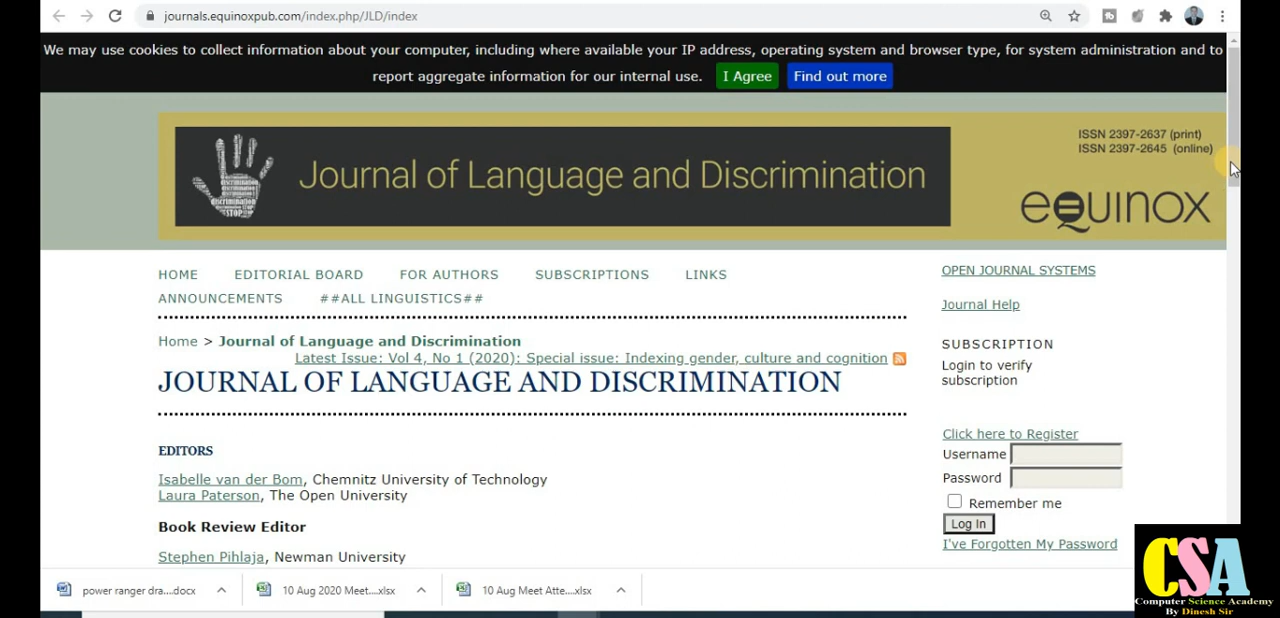 journals.equinoxpub.com/index.php/JLD/index
We may use cookies to collect information about your computer, including where available your IP address, operating system and browser type, for system administration and to
report aggregate information for our internal use. I Agree Find out more
discrimination
STOP
Journal of Language and Discrimination
ISSN 2397-2637 (print)
ISSN 2397-2645 (online)
equinox
HOME EDITORIAL BOARD FOR AUTHORS SUBSCRIPTIONS LINKS
ANNOUNCEMENTS ##ALL LINGUISTICS##
Home > Journal of Language and Discrimination
Latest Issue: Vol 4, No 1 (2020): Special issue: Indexing gender, culture and cognition
JOURNAL OF LANGUAGE AND DISCRIMINATION
EDITORS
Isabelle van der Bom, Chemnitz University of Technology
Laura Paterson, The Open University
Book Review Editor
Stephen Pihlaja, Newman University
OPEN JOURNAL SYSTEMS
Journal Help
SUBSCRIPTION
Login to verify
subscription
Click here to Register
Username
Password
Remember me
Log In
I've Forgotten My Password
power ranger dra....docx
10 Aug 2020 Meet....xlsx
10 Aug Meet Atte....xlsx
CSA
Computer Science Academy
By Dinesh Sir